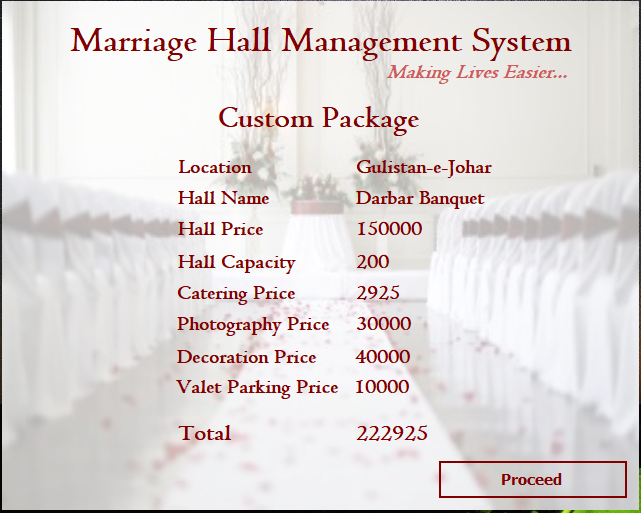 Marriage Hall Management System
Making Lives Easier...
Custom Package
Location Gulistan-e-Johar
Hall Name Darbar Banquet
Hall Price 150000
Hall Capacity 200
Catering Price 2925
Photography Price 30000
Decoration Price 40000
Valet Parking Price 10000
Total 222925
Proceed